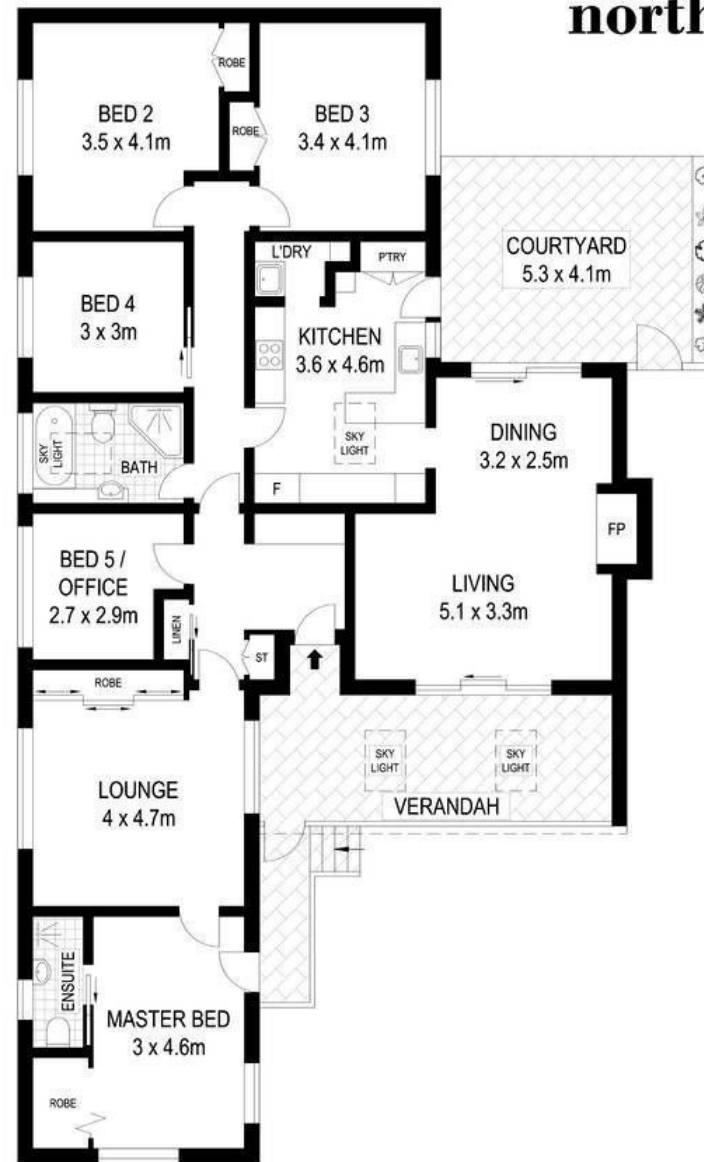 north
ROBE
BED 2
3.5 x 4.1m
ROBE
BED 3
3.4 x 4.1m
L'DRY
P'TRY
COURTYARD
5.3 x 4.1m
BED 4
3 x 3m
KITCHEN
3.6 x 4.6m
SKY
LIGHT
BATH
SKY
LIGHT
F
DINING
3.2 x 2.5m
FP
BED 5 /
OFFICE
2.7 x 2.9m
LINEN
LIVING
5.1 x 3.3m
ST
ROBE
LOUNGE
4 x 4.7m
SKY
LIGHT
SKY
LIGHT
VERANDAH
ENSUITE
MASTER BED
3 x 4.6m
ROBE